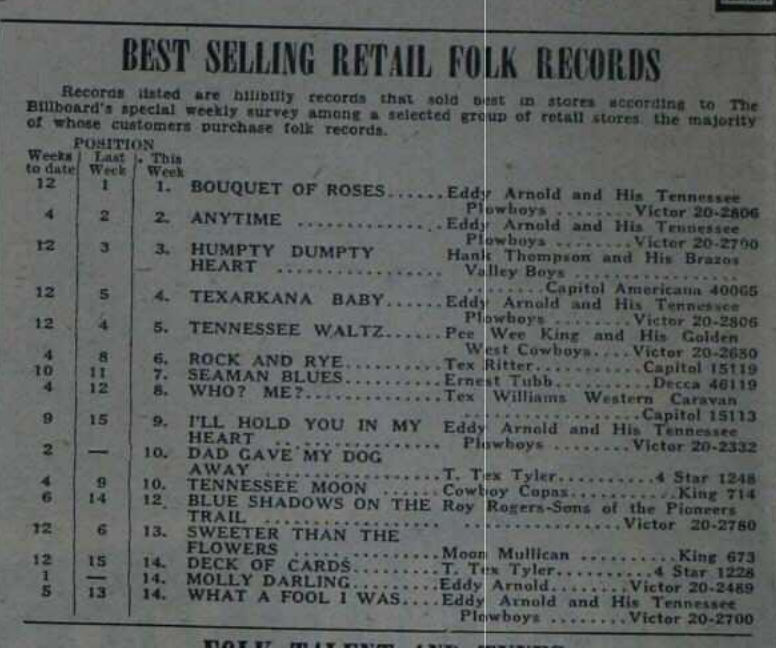 BEST SELLING RETAIL FOLK RECORDS
Records listed are hillbilly records that sold best in stores according to The
Billboard's special weekly survey among a selected group of retail stores, the majority
of whose customers purchase folk records.
POSITION
Weeks Last This
to date Week Week
12 1 1. BOUQUET OF ROSES......Eddy Arnold and His Tennessee
Plowboys ........Victor 20-2806
4 2 2. ANYTIME ..............Eddy Arnold and His Tennessee
Plowboys ........Victor 20-2700
12 3 3. HUMPTY DUMPTY Hank Thompson and His Brazos
HEART ................ Valley Boys ................
........Capitol Americana 40065
12 5 4. TEXARKANA BABY......Eddy Arnold and His Tennessee
Plowboys ........Victor 20-2806
12 4 5. TENNESSEE WALTZ......Pee Wee King and His Golden
West Cowboys....Victor 20-2680
4 8 6. ROCK AND RYE..........Tex Ritter............Capitol 15119
10 11 7. SEAMAN BLUES..........Ernest Tubb...........Decca 46119
4 12 8. WHO? ME?..............Tex Williams Western Caravan
.................Capitol 15113
9 15 9. I'LL HOLD YOU IN MY Eddy Arnold and His Tennessee
HEART ................ Plowboys ........Victor 20-2332
2 — 10. DAD GAVE MY DOG
AWAY ................T. Tex Tyler..........4 Star 1248
4 9 10. TENNESSEE MOON ......Cowboy Copas...........King 714
6 14 12. BLUE SHADOWS ON THE Roy Rogers-Sons of the Pioneers
TRAIL ................ ................Victor 20-2780
12 6 13. SWEETER THAN THE
FLOWERS ..............Moon Mullican ..........King 673
12 15 14. DECK OF CARDS.........T. Tex Tyler..........4 Star 1228
1 — 14. MOLLY DARLING.........Eddy Arnold......Victor 20-2489
5 13 14. WHAT A FOOL I WAS....Eddy Arnold and His Tennessee
Plowboys ........Victor 20-2700